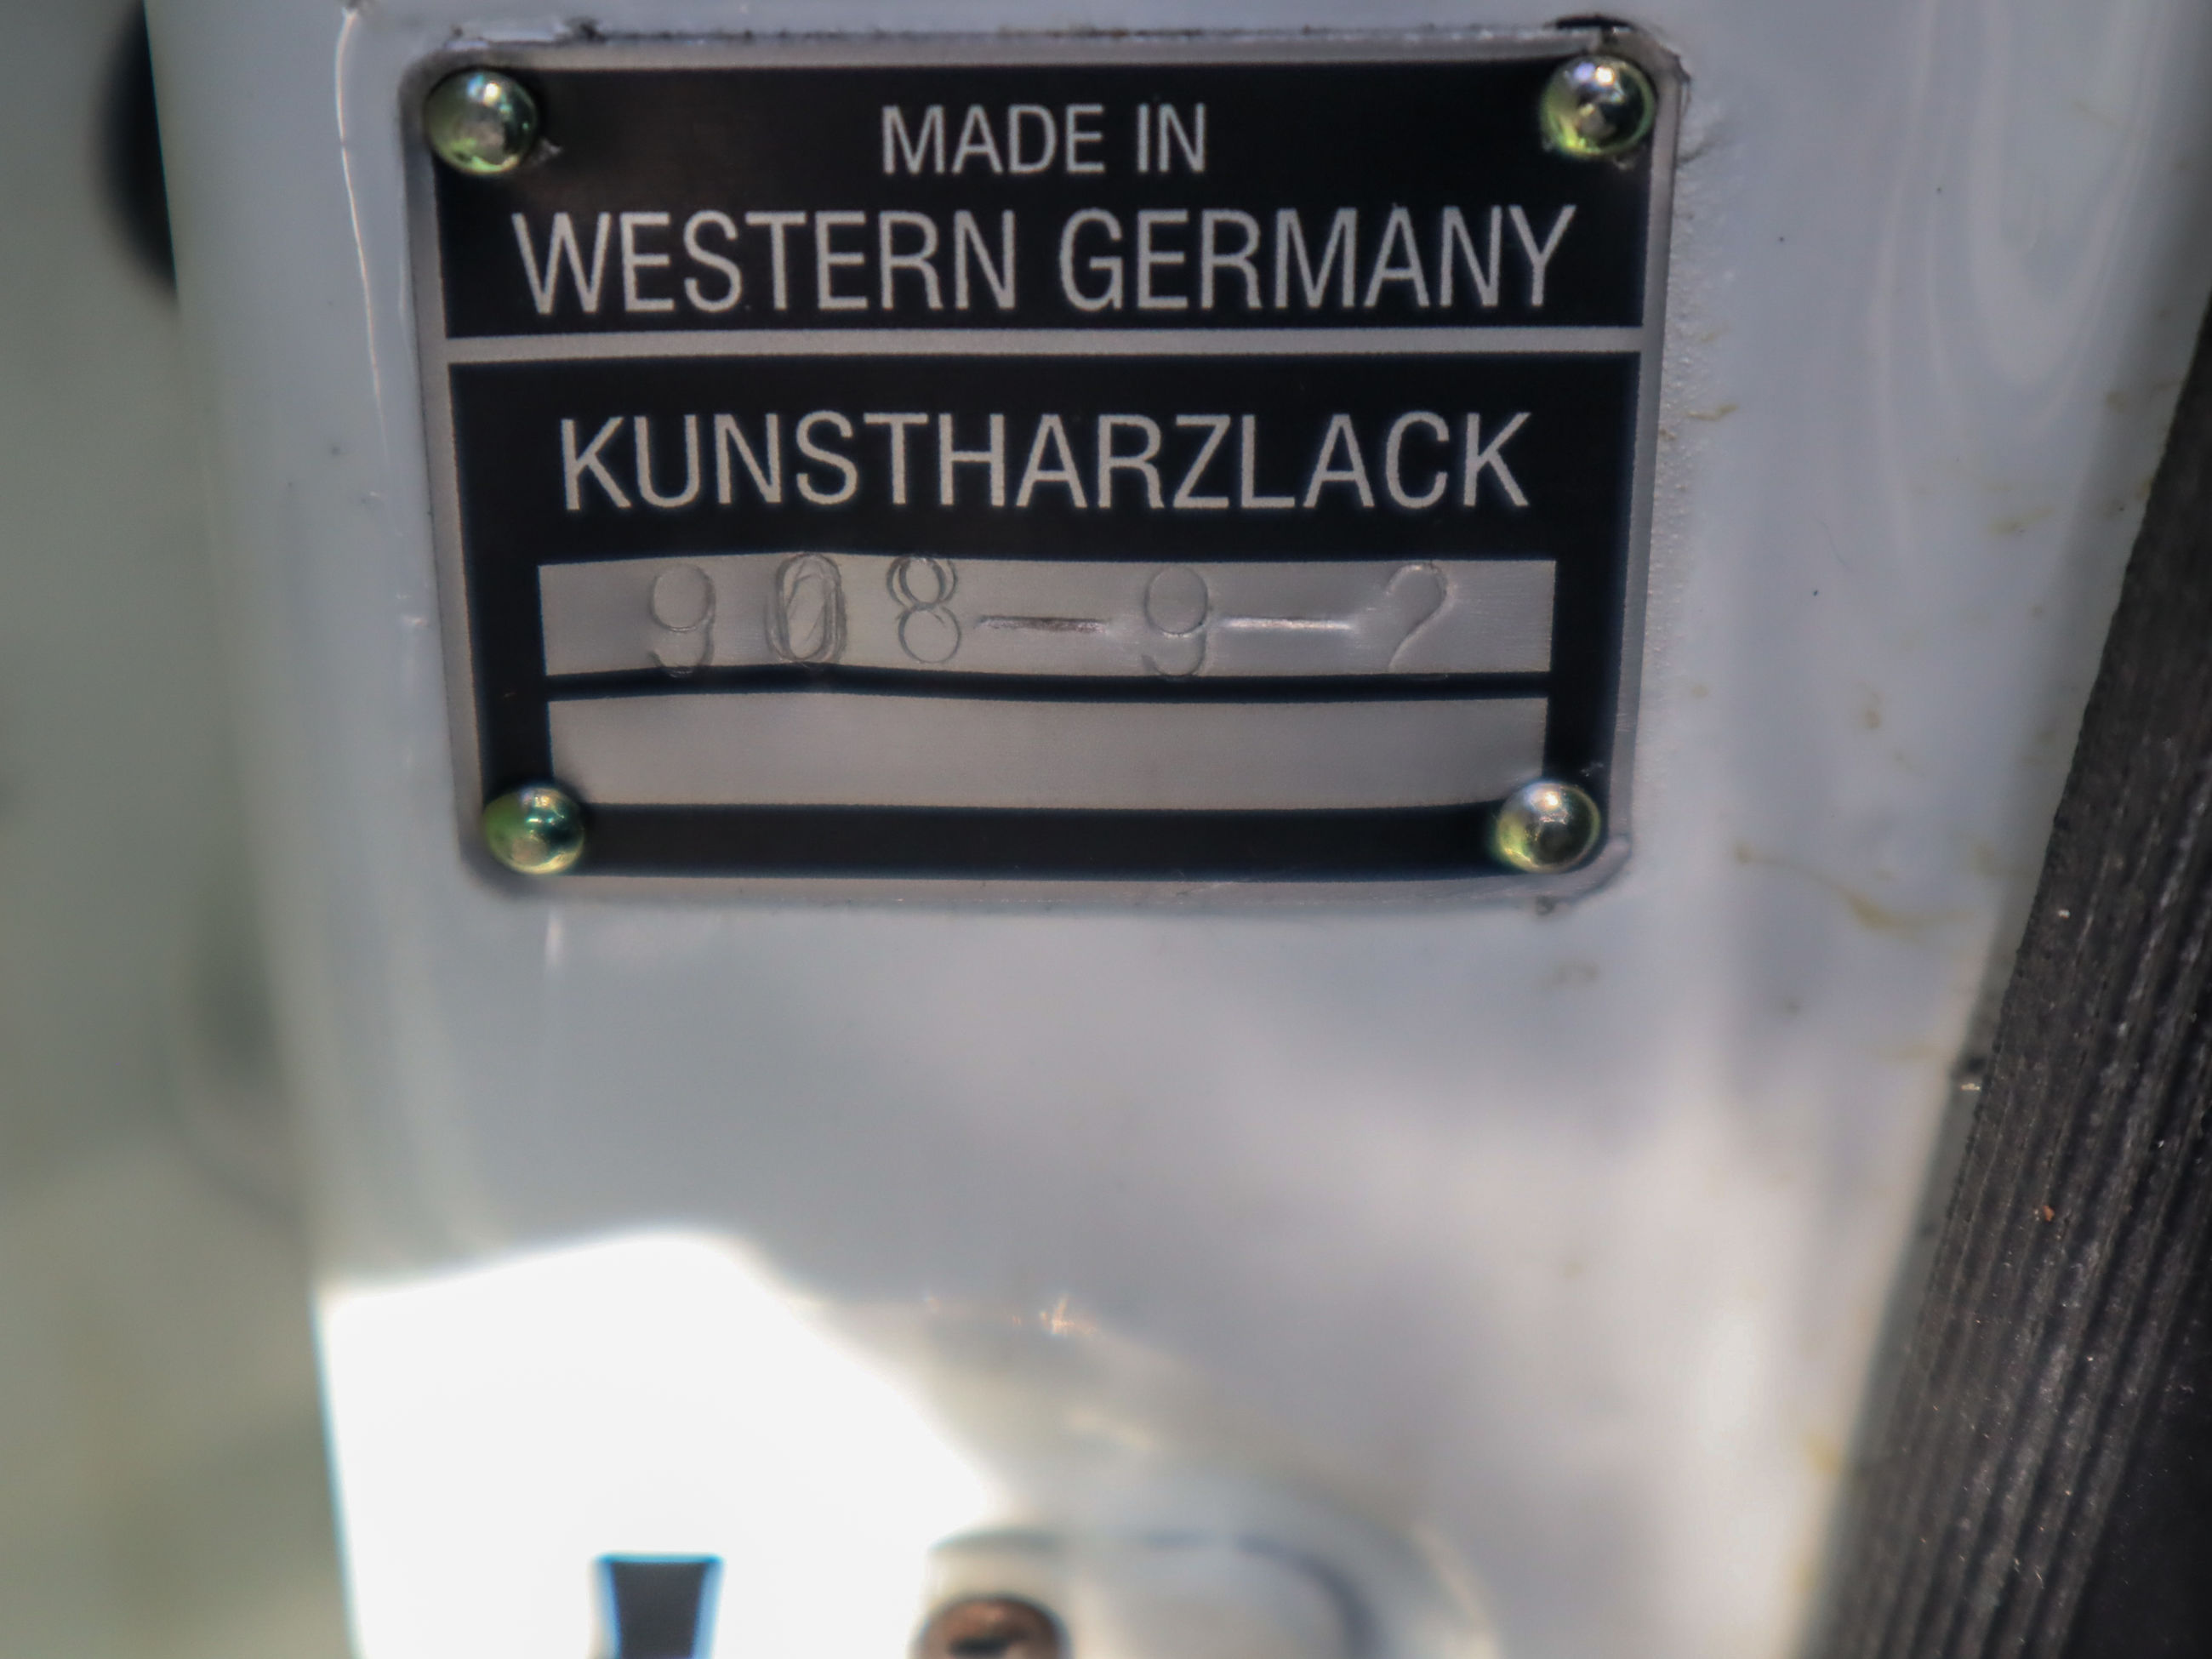 MADE IN
WESTERN GERMANY
KUNSTHARZLACK
908-9-2